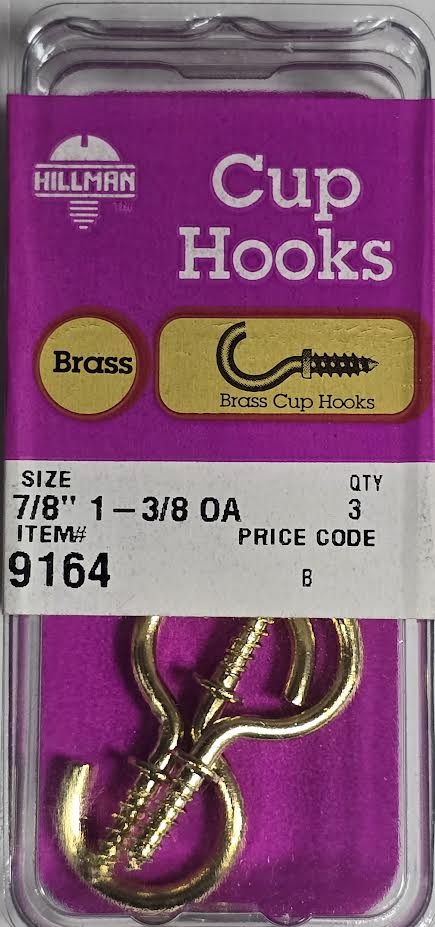 HILLMAN
Cup
Hooks
Brass
Brass Cup Hooks
SIZE QTY
7/8" 1-3/8 OA 3
ITEM# PRICE CODE
9164 B